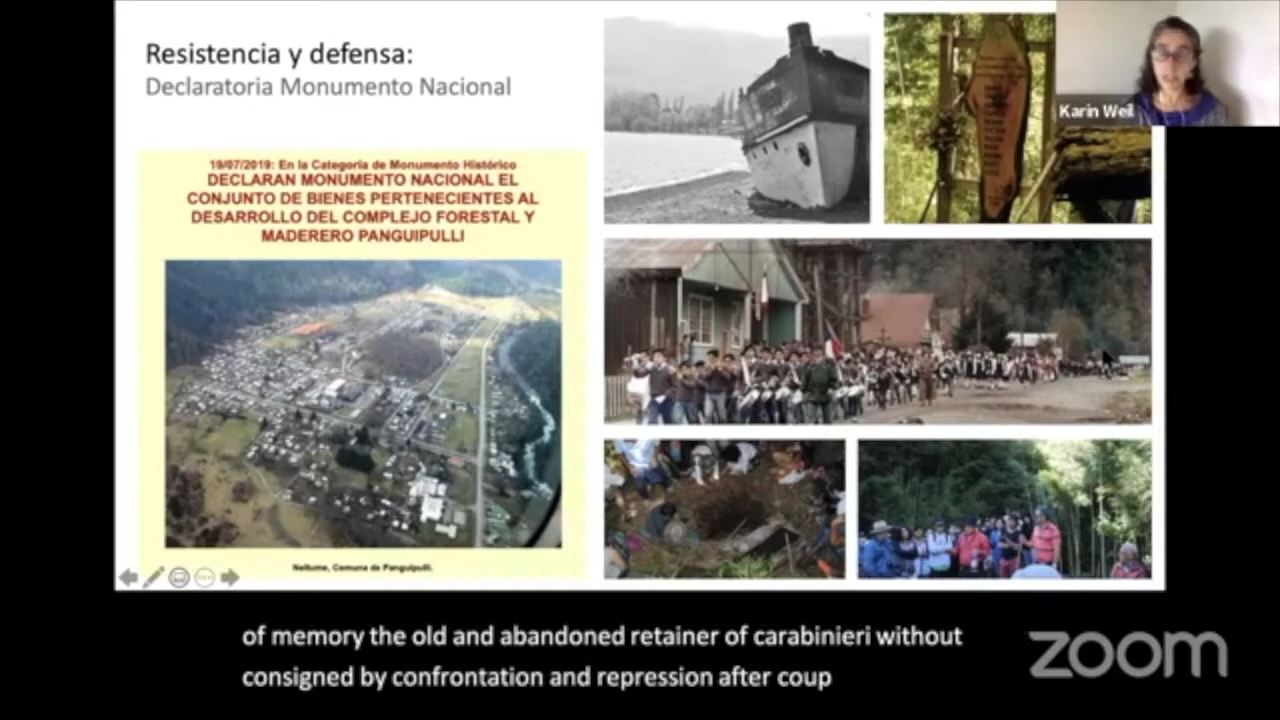 Resistencia y defensa:
Declaratoria Monumento Nacional
19/07/2019: En la Categoría de Monumento Histórico
DECLARAN MONUMENTO NACIONAL EL
CONJUNTO DE BIENES PERTENECIENTES AL
DESARROLLO DEL COMPLEJO FORESTAL Y
MADERERO PANGUIPULLI
Neltume, Comuna de Panguipulli.
Karin Weil
of memory the old and abandoned retainer of carabinieri without
consigned by confrontation and repression after coup
zoom